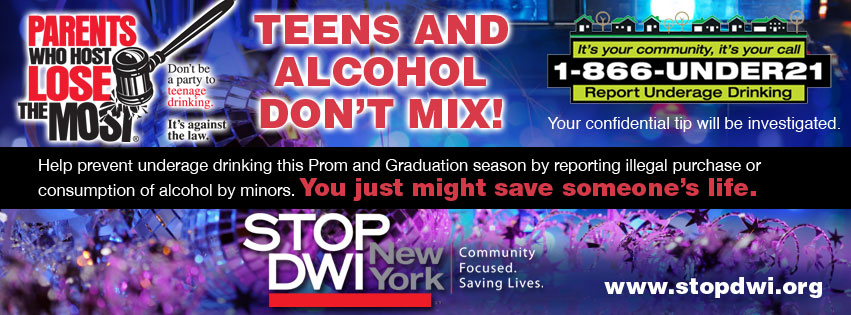 PARENTS
WHO HOST
LOSE
THE MOST®
Don't be
a party to
teenage
drinking.
It's against
the law.
TEENS AND
ALCOHOL
DON'T MIX!
It's your community, it's your call
1-866-UNDER21
Report Underage Drinking
Your confidential tip will be investigated.
Help prevent underage drinking this Prom and Graduation season by reporting illegal purchase or
consumption of alcohol by minors. You just might save someone's life.
STOP
DWI New
York
Community
Focused.
Saving Lives.
www.stopdwi.org